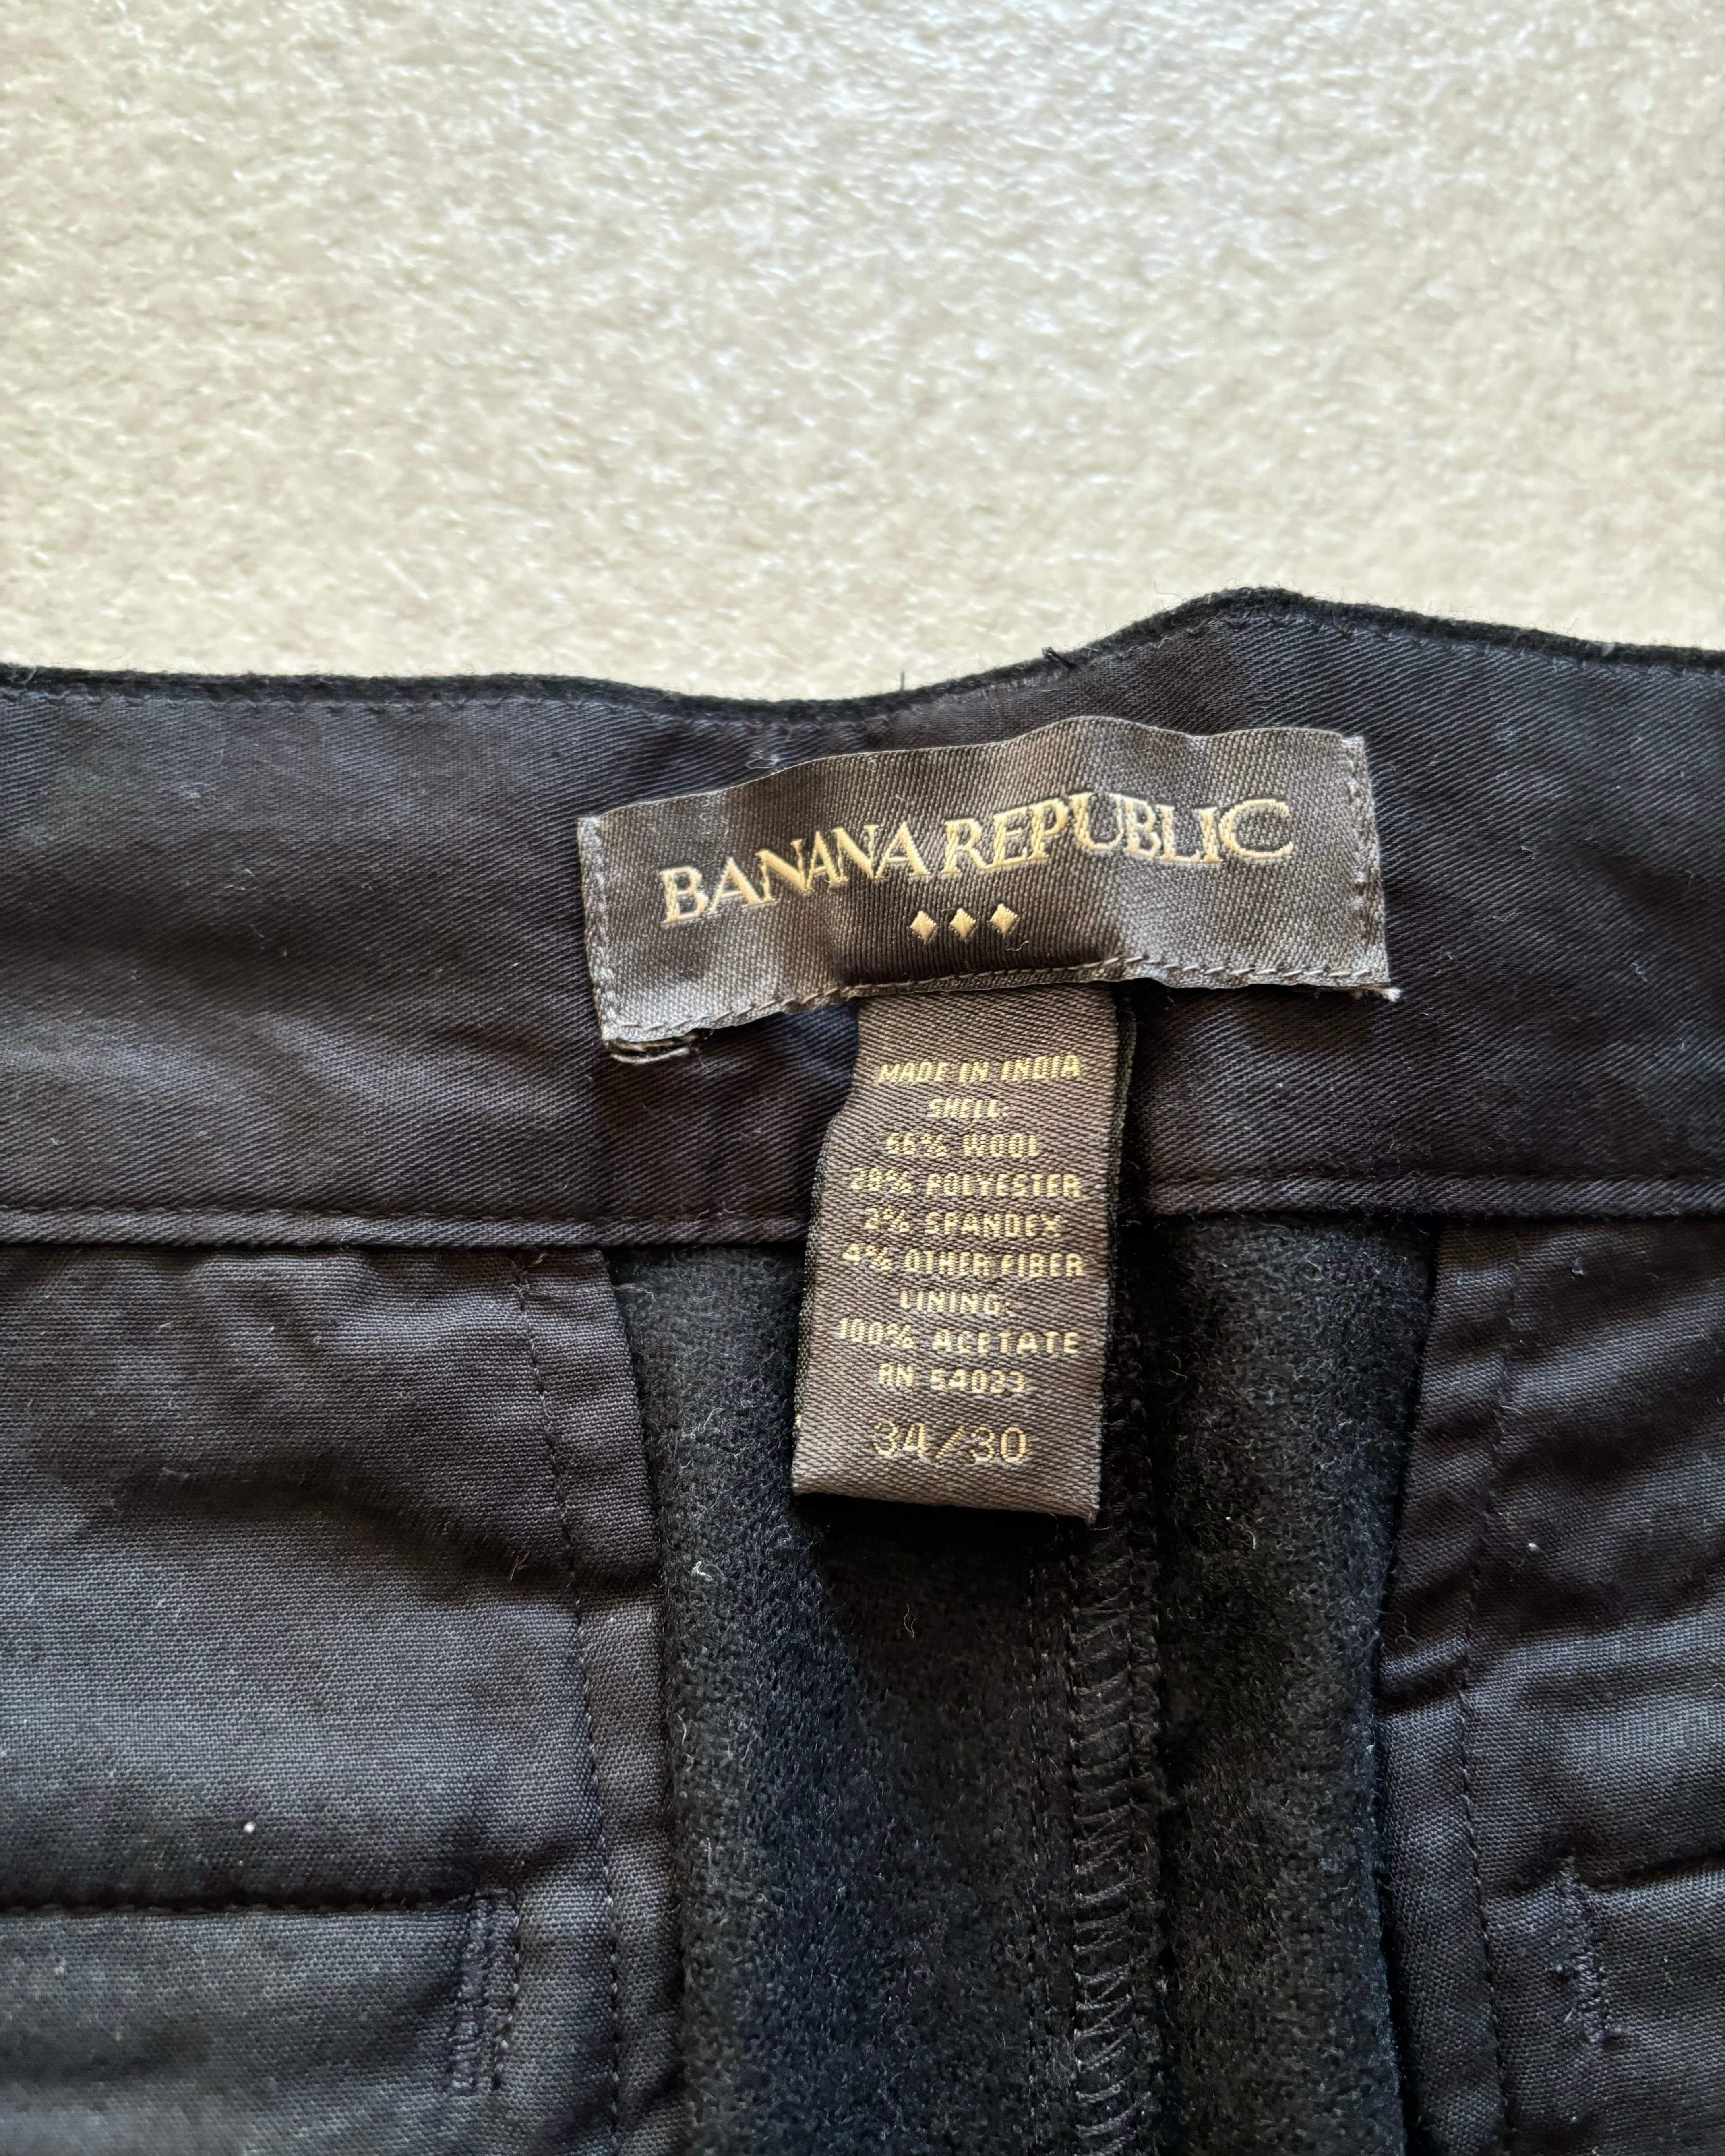 BANANA REPUBLIC
MADE IN INDIA
SHELL:
66% WOOL
28% POLYESTER
2% SPANDEX
4% OTHER FIBER
LINING:
100% ACETATE
RN 54023
34/30